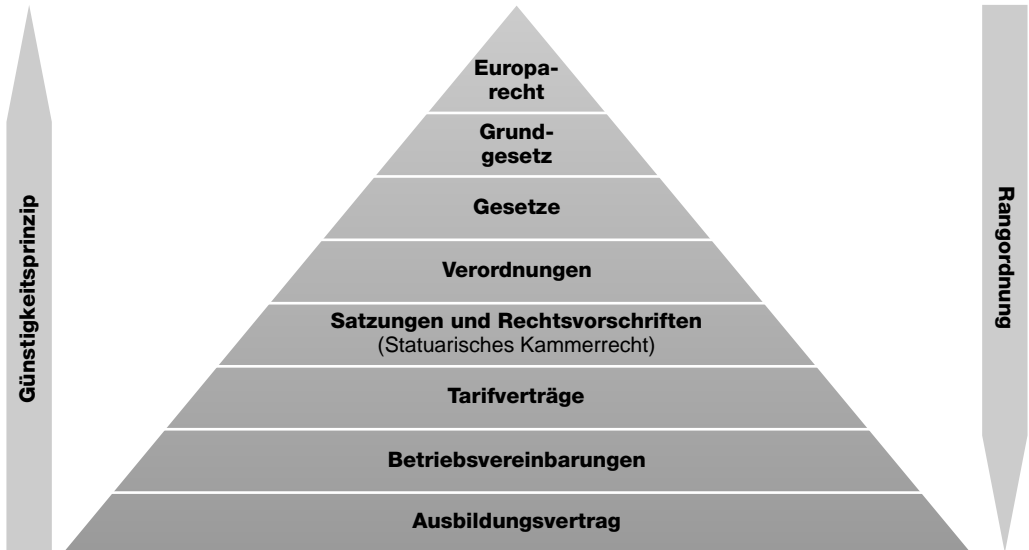 Günstigkeitsprinzip
Europa-
recht
Grund-
gesetz
Gesetze
Verordnungen
Satzungen und Rechtsvorschriften
(Statuarisches Kammerrecht)
Tarifverträge
Betriebsvereinbarungen
Ausbildungsvertrag
Rangordnung